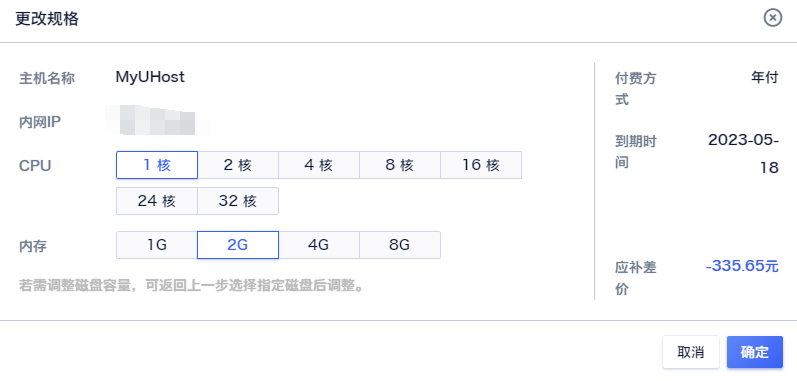 更改规格
主机名称 MyUHost
内网IP
CPU 1 核 2 核 4 核 8 核 16 核
24 核 32 核
内存 1G 2G 4G 8G
若需调整磁盘容量，可返回上一步选择指定磁盘后调整。
付费方式 年付
到期时间 2023-05-18
应补差价 -335.65元
取消 确定